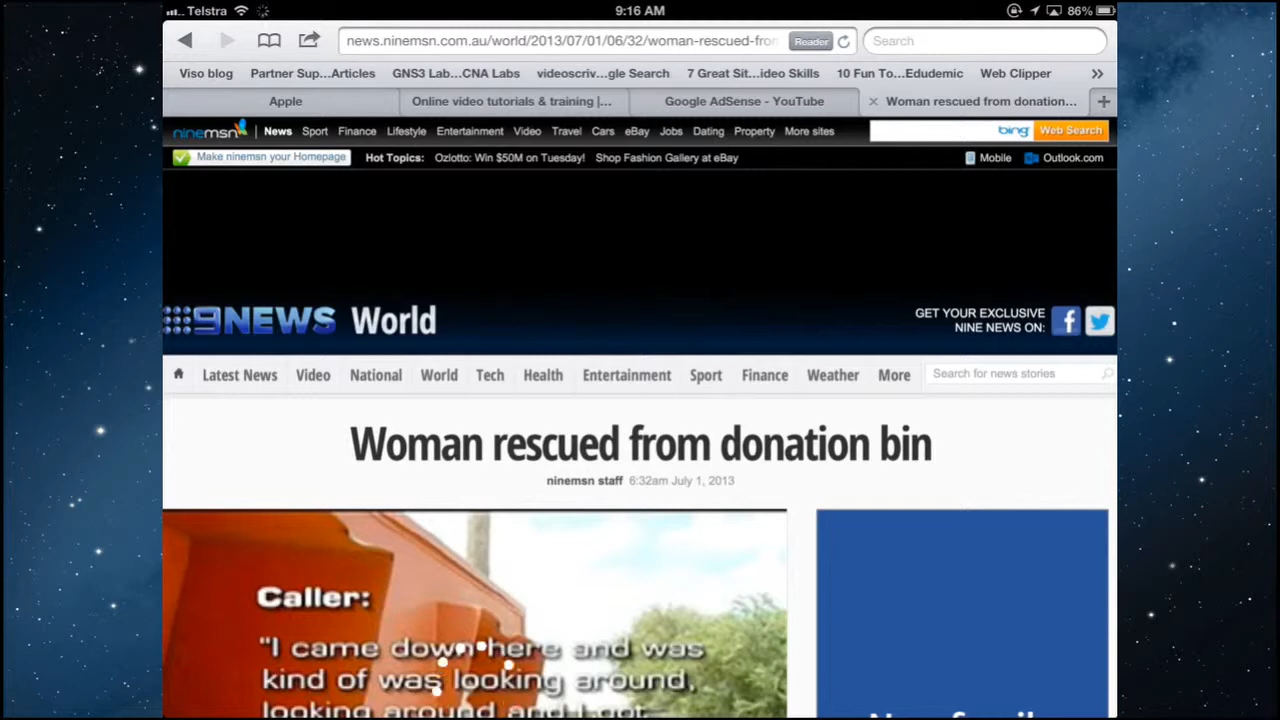 Telstra 9:16 AM 86%
news.ninemsn.com.au/world/2013/07/01/06/32/woman-rescued-fro Reader Search
Viso blog Partner Sup...Articles GNS3 Lab...CNA Labs videoscriv...gle Search 7 Great Sit...ideo Skills 10 Fun To...Edudemic Web Clipper »
Apple Online video tutorials & training |... Google AdSense - YouTube Woman rescued from donation...
ninemsn News Sport Finance Lifestyle Entertainment Video Travel Cars eBay Jobs Dating Property More sites bing Web Search
Make ninemsn your Homepage Hot Topics: Ozlotto: Win $50M on Tuesday! Shop Fashion Gallery at eBay Mobile Outlook.com
9NEWS World GET YOUR EXCLUSIVE
NINE NEWS ON:
Latest News Video National World Tech Health Entertainment Sport Finance Weather More Search for news stories
Woman rescued from donation bin
ninemsn staff 6:32am July 1, 2013
Caller:
"I came down here and was
kind of was looking around,
looking around and I got—